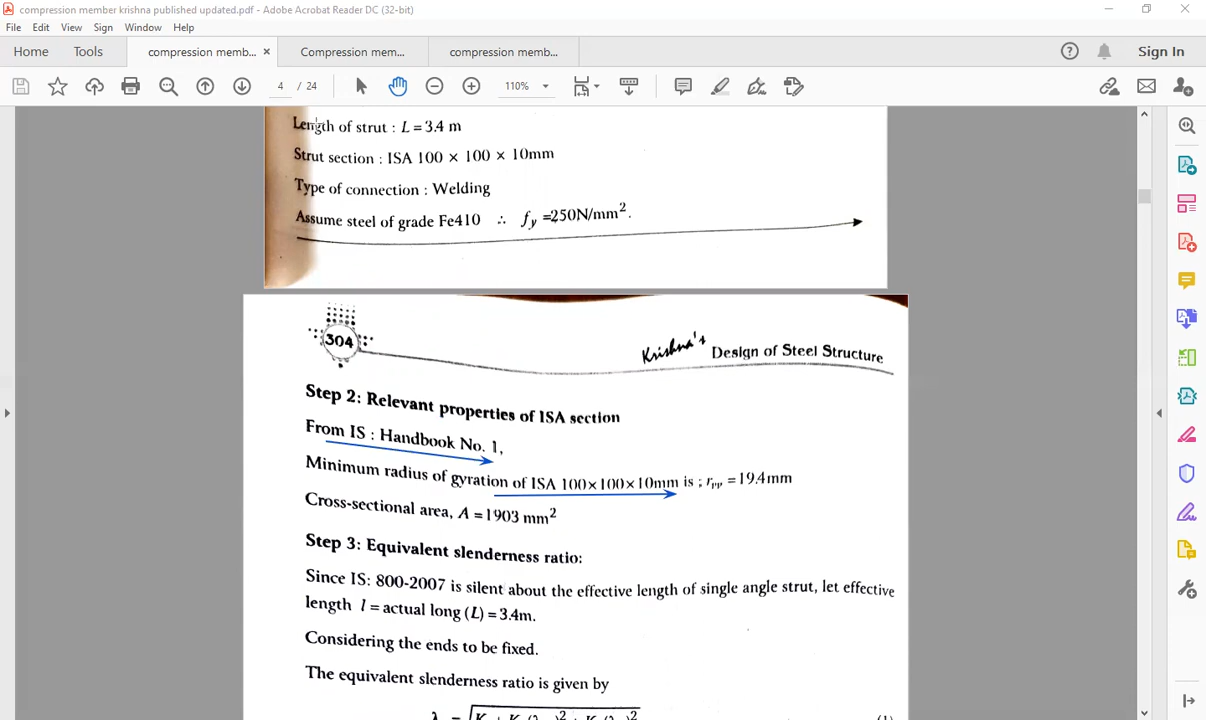 compression member krishna published updated.pdf - Adobe Acrobat Reader DC (32-bit)
File Edit View Sign Window Help
Home Tools compression memb... × Compression mem... compression memb... Sign In
4 / 24 110%
Length of strut : L = 3.4 m
Strut section : ISA 100 × 100 × 10mm
Type of connection : Welding
Assume steel of grade Fe410 ∴ fy =250N/mm².
304
Krishna's Design of Steel Structure
Step 2: Relevant properties of ISA section
From IS : Handbook No. 1,
Minimum radius of gyration of ISA 100×100×10mm is ; rvv = 19.4mm
Cross-sectional area, A = 1903 mm²
Step 3: Equivalent slenderness ratio:
Since IS: 800-2007 is silent about the effective length of single angle strut, let effective
length l = actual long (L) = 3.4m.
Considering the ends to be fixed.
The equivalent slenderness ratio is given by